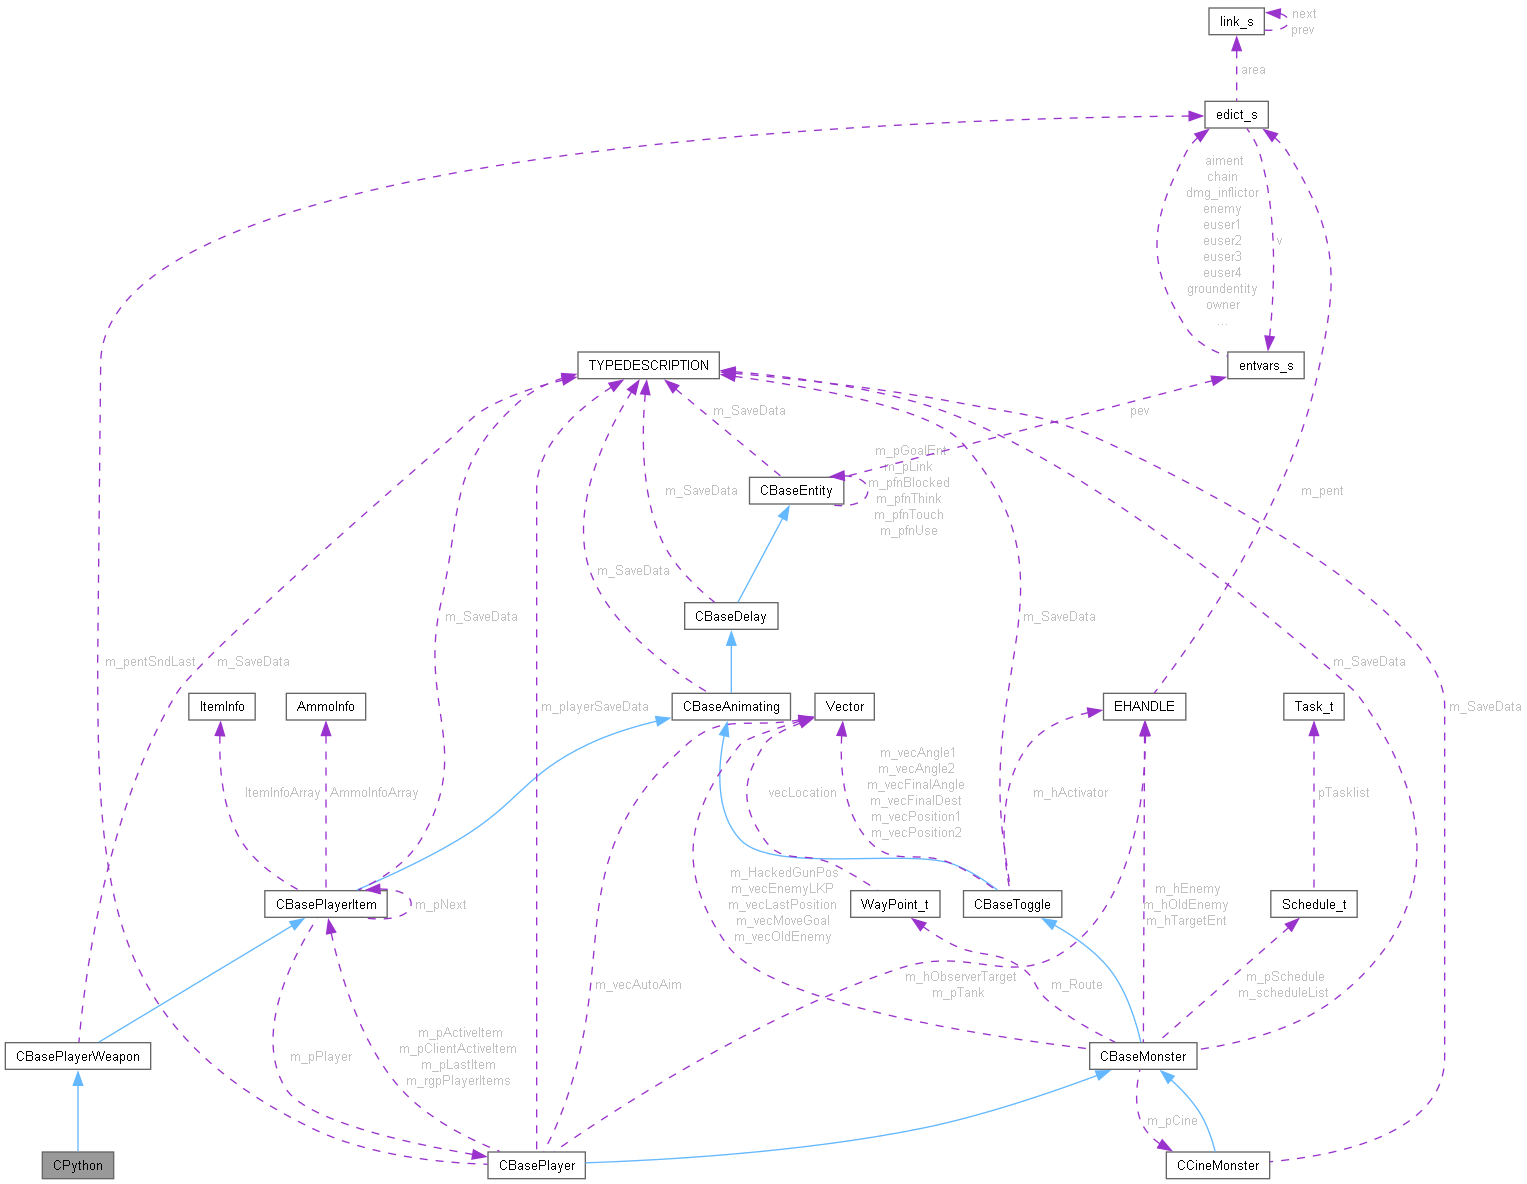 link_s
next
prev
area
edict_s
aiment
chain
dmg_inflictor
enemy
euser1
euser2
euser3
euser4
groundentity
owner
...
v
TYPEDESCRIPTION
entvars_s
m_SaveData
pev
m_pGoalEnt
m_pLink
m_pfnBlocked
m_pfnThink
m_pfnTouch
m_pfnUse
CBaseEntity
m_SaveData
m_pent
m_SaveData
CBaseDelay
m_SaveData
m_SaveData
m_pentSndLast
m_SaveData
m_SaveData
ItemInfo
AmmoInfo
m_playerSaveData
CBaseAnimating
Vector
EHANDLE
Task_t
m_SaveData
ItemInfoArray
AmmoInfoArray
vecLocation
m_vecAngle1
m_vecAngle2
m_vecFinalAngle
m_vecFinalDest
m_vecPosition1
m_vecPosition2
m_hActivator
pTasklist
CBasePlayerItem
m_pNext
m_HackedGunPos
m_vecEnemyLKP
m_vecLastPosition
m_vecMoveGoal
m_vecOldEnemy
WayPoint_t
CBaseToggle
m_hEnemy
m_hOldEnemy
m_hTargetEnt
Schedule_t
m_vecAutoAim
m_hObserverTarget
m_pTank
m_Route
m_pSchedule
m_scheduleList
CBasePlayerWeapon
m_pPlayer
m_pActiveItem
m_pClientActiveItem
m_pLastItem
m_rgpPlayerItems
CBaseMonster
m_pCine
CPython
CBasePlayer
CCineMonster